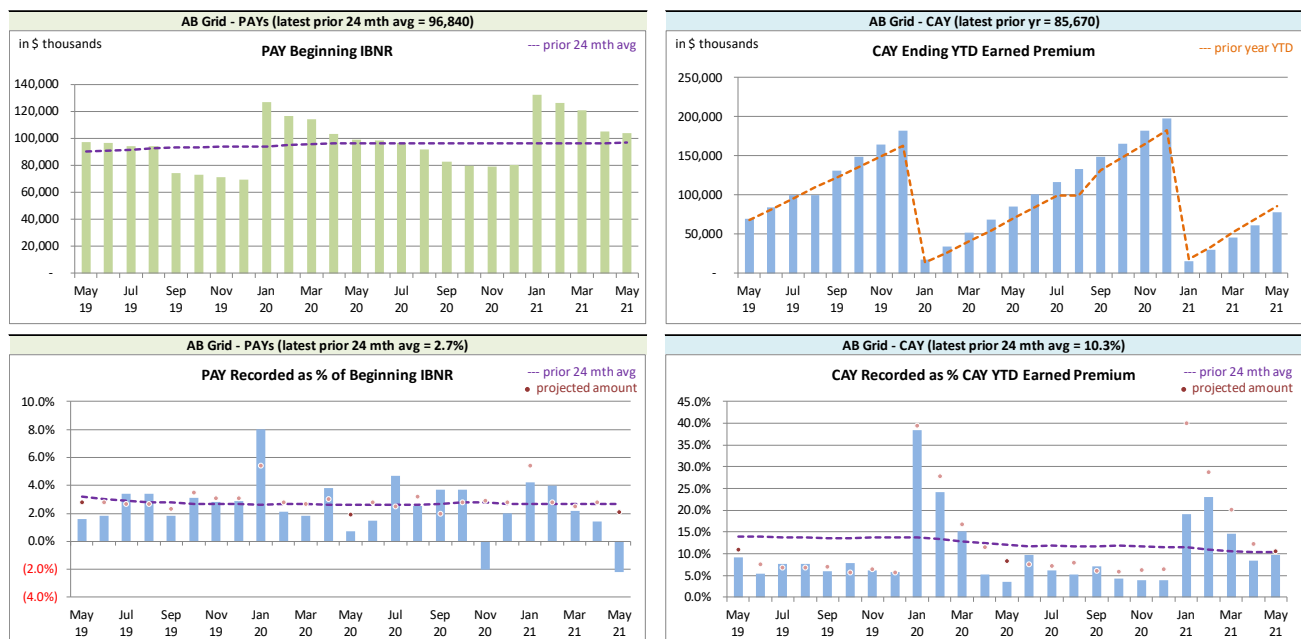 AB Grid - PAYs (latest prior 24 mth avg = 96,840)
in $ thousands
PAY Beginning IBNR
--- prior 24 mth avg
140,000
120,000
100,000
80,000
60,000
40,000
20,000
-
May Jul Sep Nov Jan Mar May Jul Sep Nov Jan Mar May
19 19 19 19 20 20 20 20 20 20 21 21 21
AB Grid - CAY (latest prior yr = 85,670)
in $ thousands
CAY Ending YTD Earned Premium
--- prior year YTD
250,000
200,000
150,000
100,000
50,000
-
May Jul Sep Nov Jan Mar May Jul Sep Nov Jan Mar May
19 19 19 19 20 20 20 20 20 20 21 21 21
AB Grid - PAYs (latest prior 24 mth avg = 2.7%)
PAY Recorded as % of Beginning IBNR
--- prior 24 mth avg
• projected amount
10.0%
8.0%
6.0%
4.0%
2.0%
0.0%
(2.0%)
(4.0%)
May Jul Sep Nov Jan Mar May Jul Sep Nov Jan Mar May
19 19 19 19 20 20 20 20 20 20 21 21 21
AB Grid - CAY (latest prior 24 mth avg = 10.3%)
CAY Recorded as % CAY YTD Earned Premium
--- prior 24 mth avg
• projected amount
45.0%
40.0%
35.0%
30.0%
25.0%
20.0%
15.0%
10.0%
5.0%
0.0%
May Jul Sep Nov Jan Mar May Jul Sep Nov Jan Mar May
19 19 19 19 20 20 20 20 20 20 21 21 21